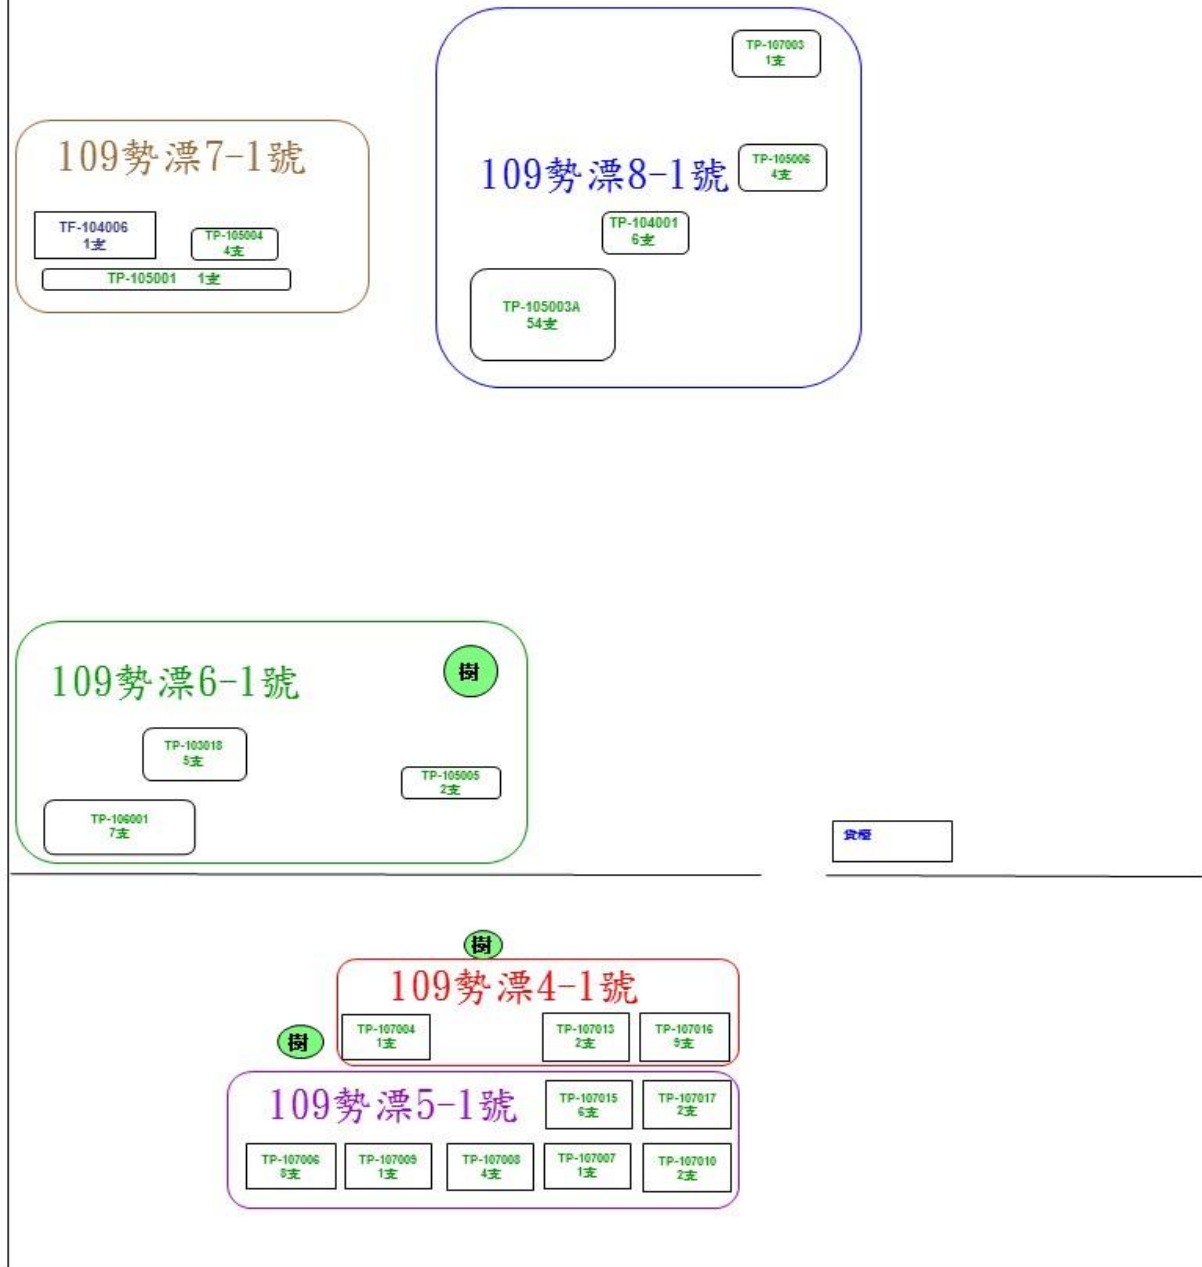 TP-107003
1支
109勢漂7-1號
109勢漂8-1號
TP-105006
4支
TF-104006
1支
TP-105004
4支
TP-104001
6支
TP-105001 1支
TP-105003A
54支
109勢漂6-1號
樹
TP-103018
5支
TP-105005
2支
TP-106001
7支
貨櫃
樹
109勢漂4-1號
樹
TP-107004
1支
TP-107013
2支
TP-107016
9支
109勢漂5-1號
TP-107015
6支
TP-107017
2支
TP-107006
8支
TP-107009
1支
TP-107008
4支
TP-107007
1支
TP-107010
2支